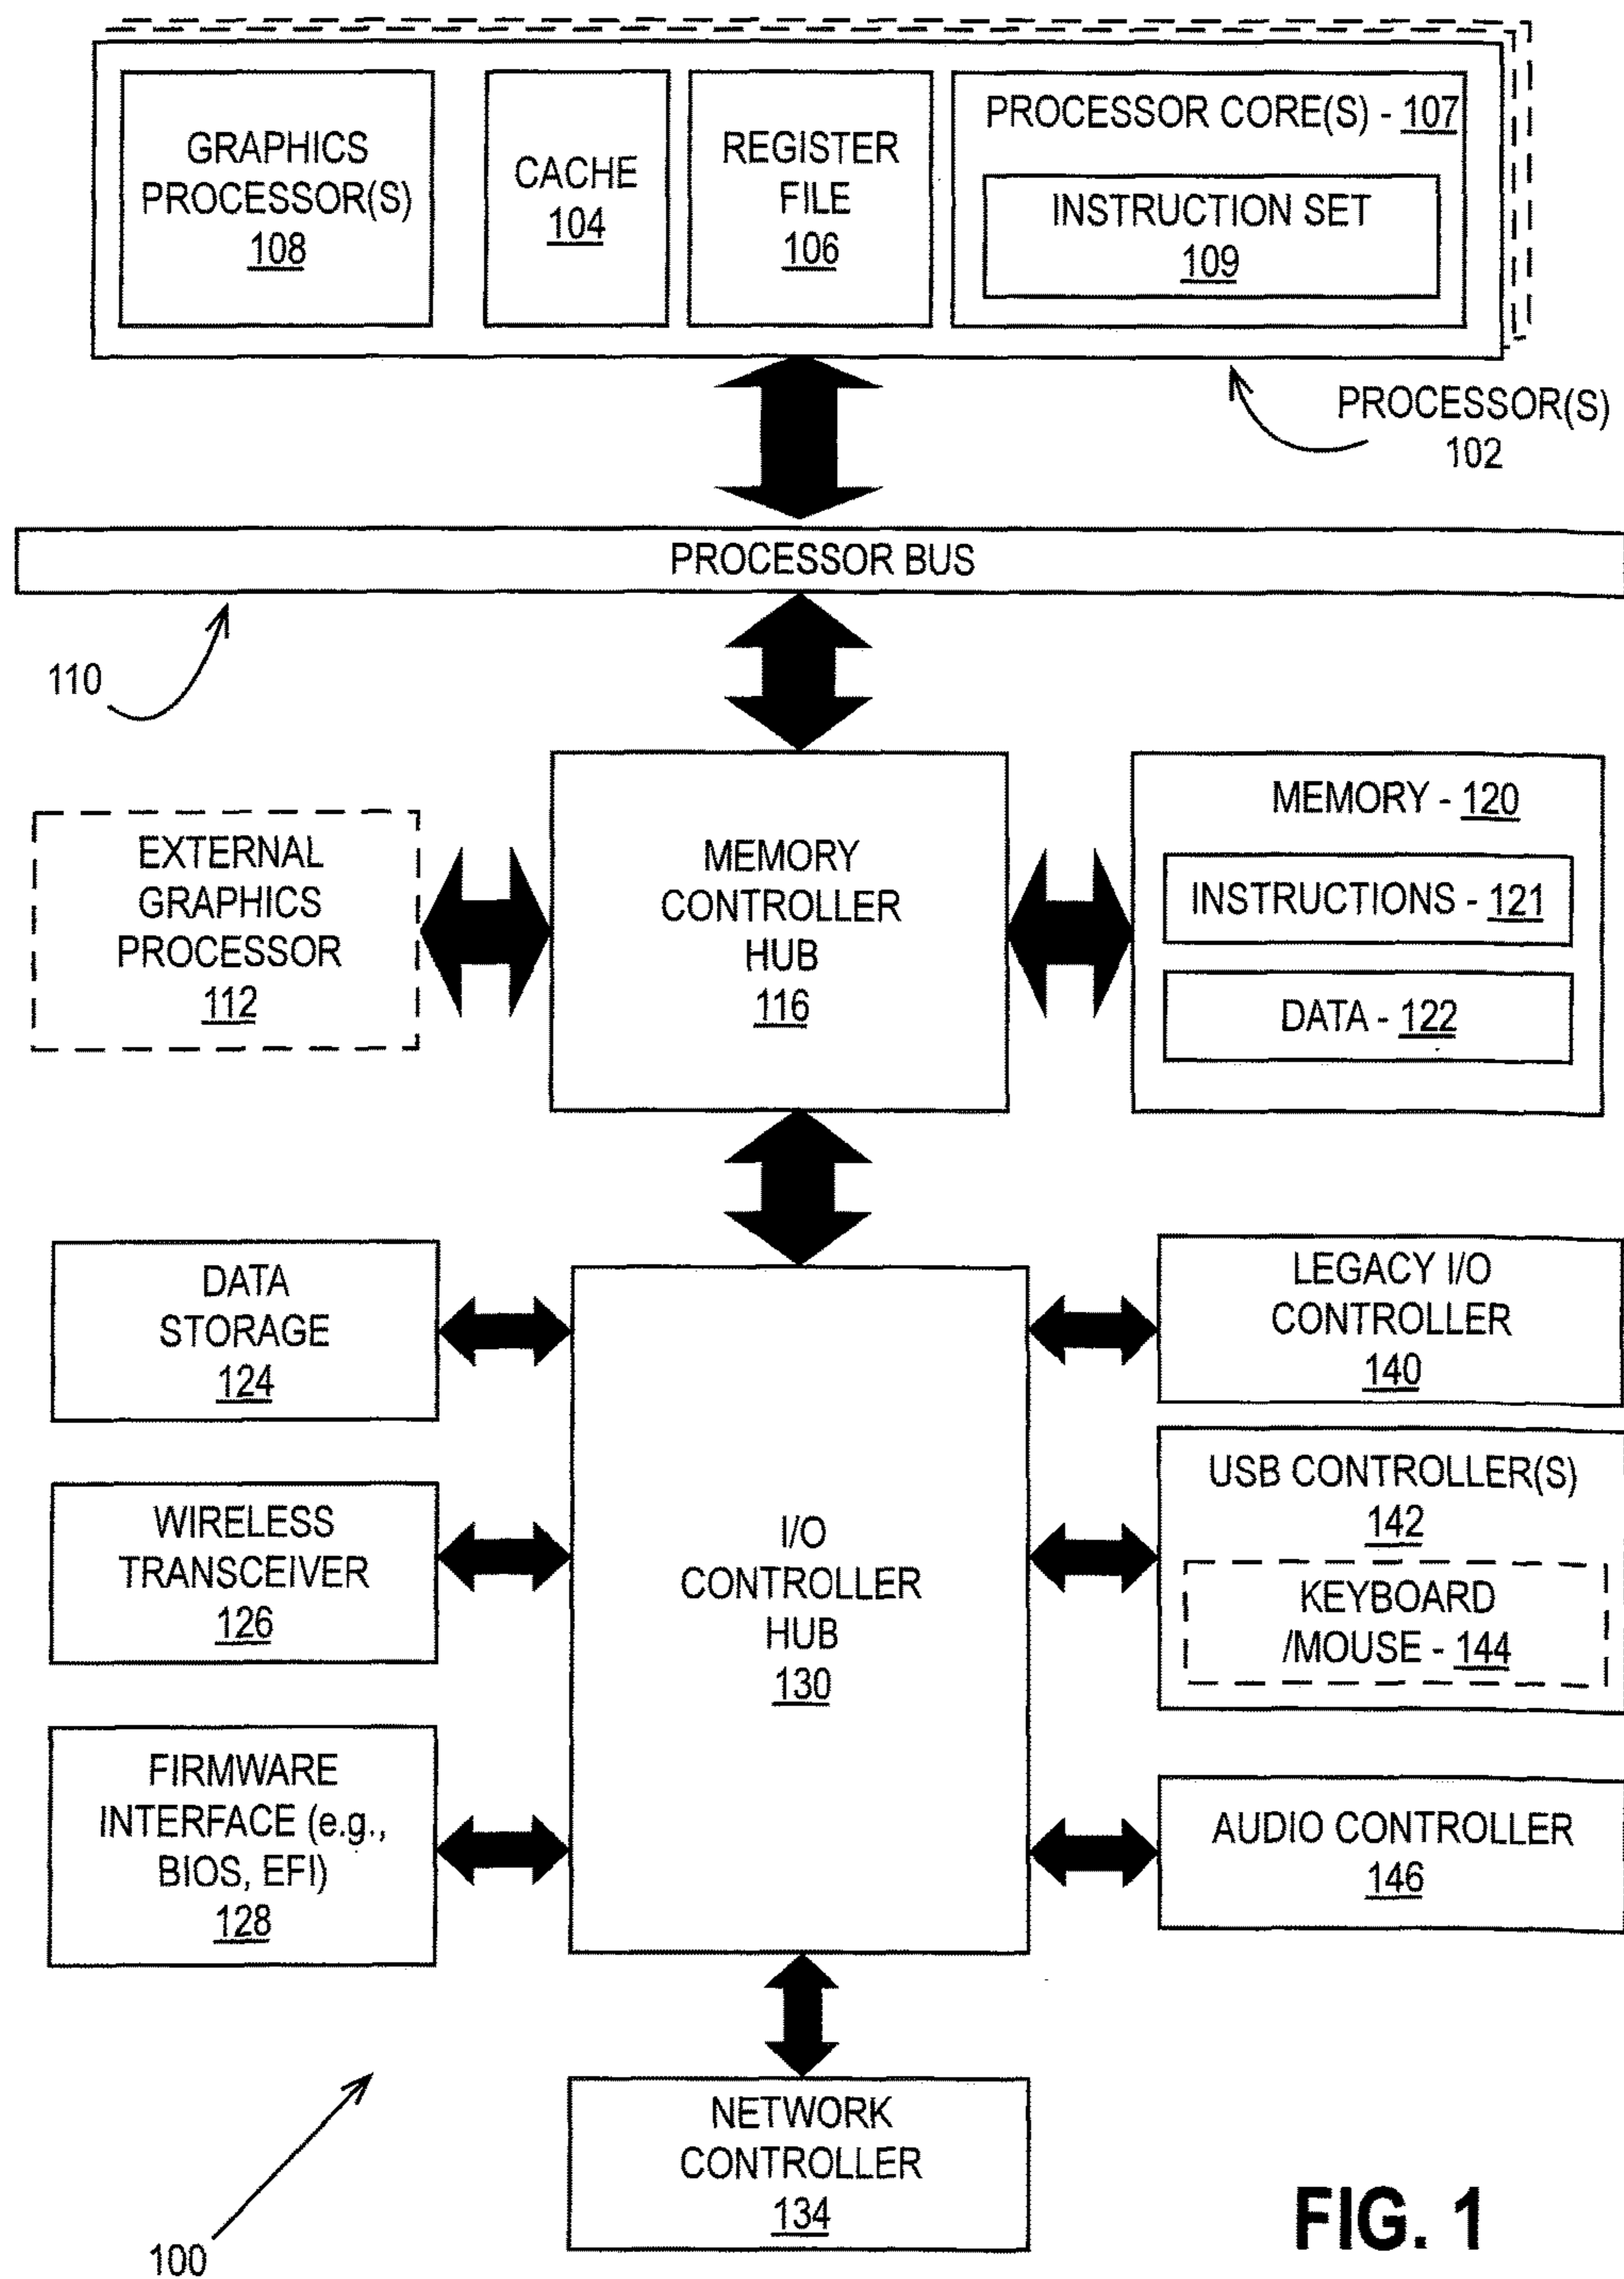 GRAPHICS
PROCESSOR(S)
108
CACHE
104
REGISTER
FILE
106
PROCESSOR CORE(S) - 107
INSTRUCTION SET
109
PROCESSOR(S)
102
PROCESSOR BUS
110
EXTERNAL
GRAPHICS
PROCESSOR
112
MEMORY
CONTROLLER
HUB
116
MEMORY - 120
INSTRUCTIONS - 121
DATA - 122
DATA
STORAGE
124
WIRELESS
TRANSCEIVER
126
FIRMWARE
INTERFACE (e.g.,
BIOS, EFI)
128
I/O
CONTROLLER
HUB
130
LEGACY I/O
CONTROLLER
140
USB CONTROLLER(S)
142
KEYBOARD
/MOUSE - 144
AUDIO CONTROLLER
146
NETWORK
CONTROLLER
134
100
FIG. 1